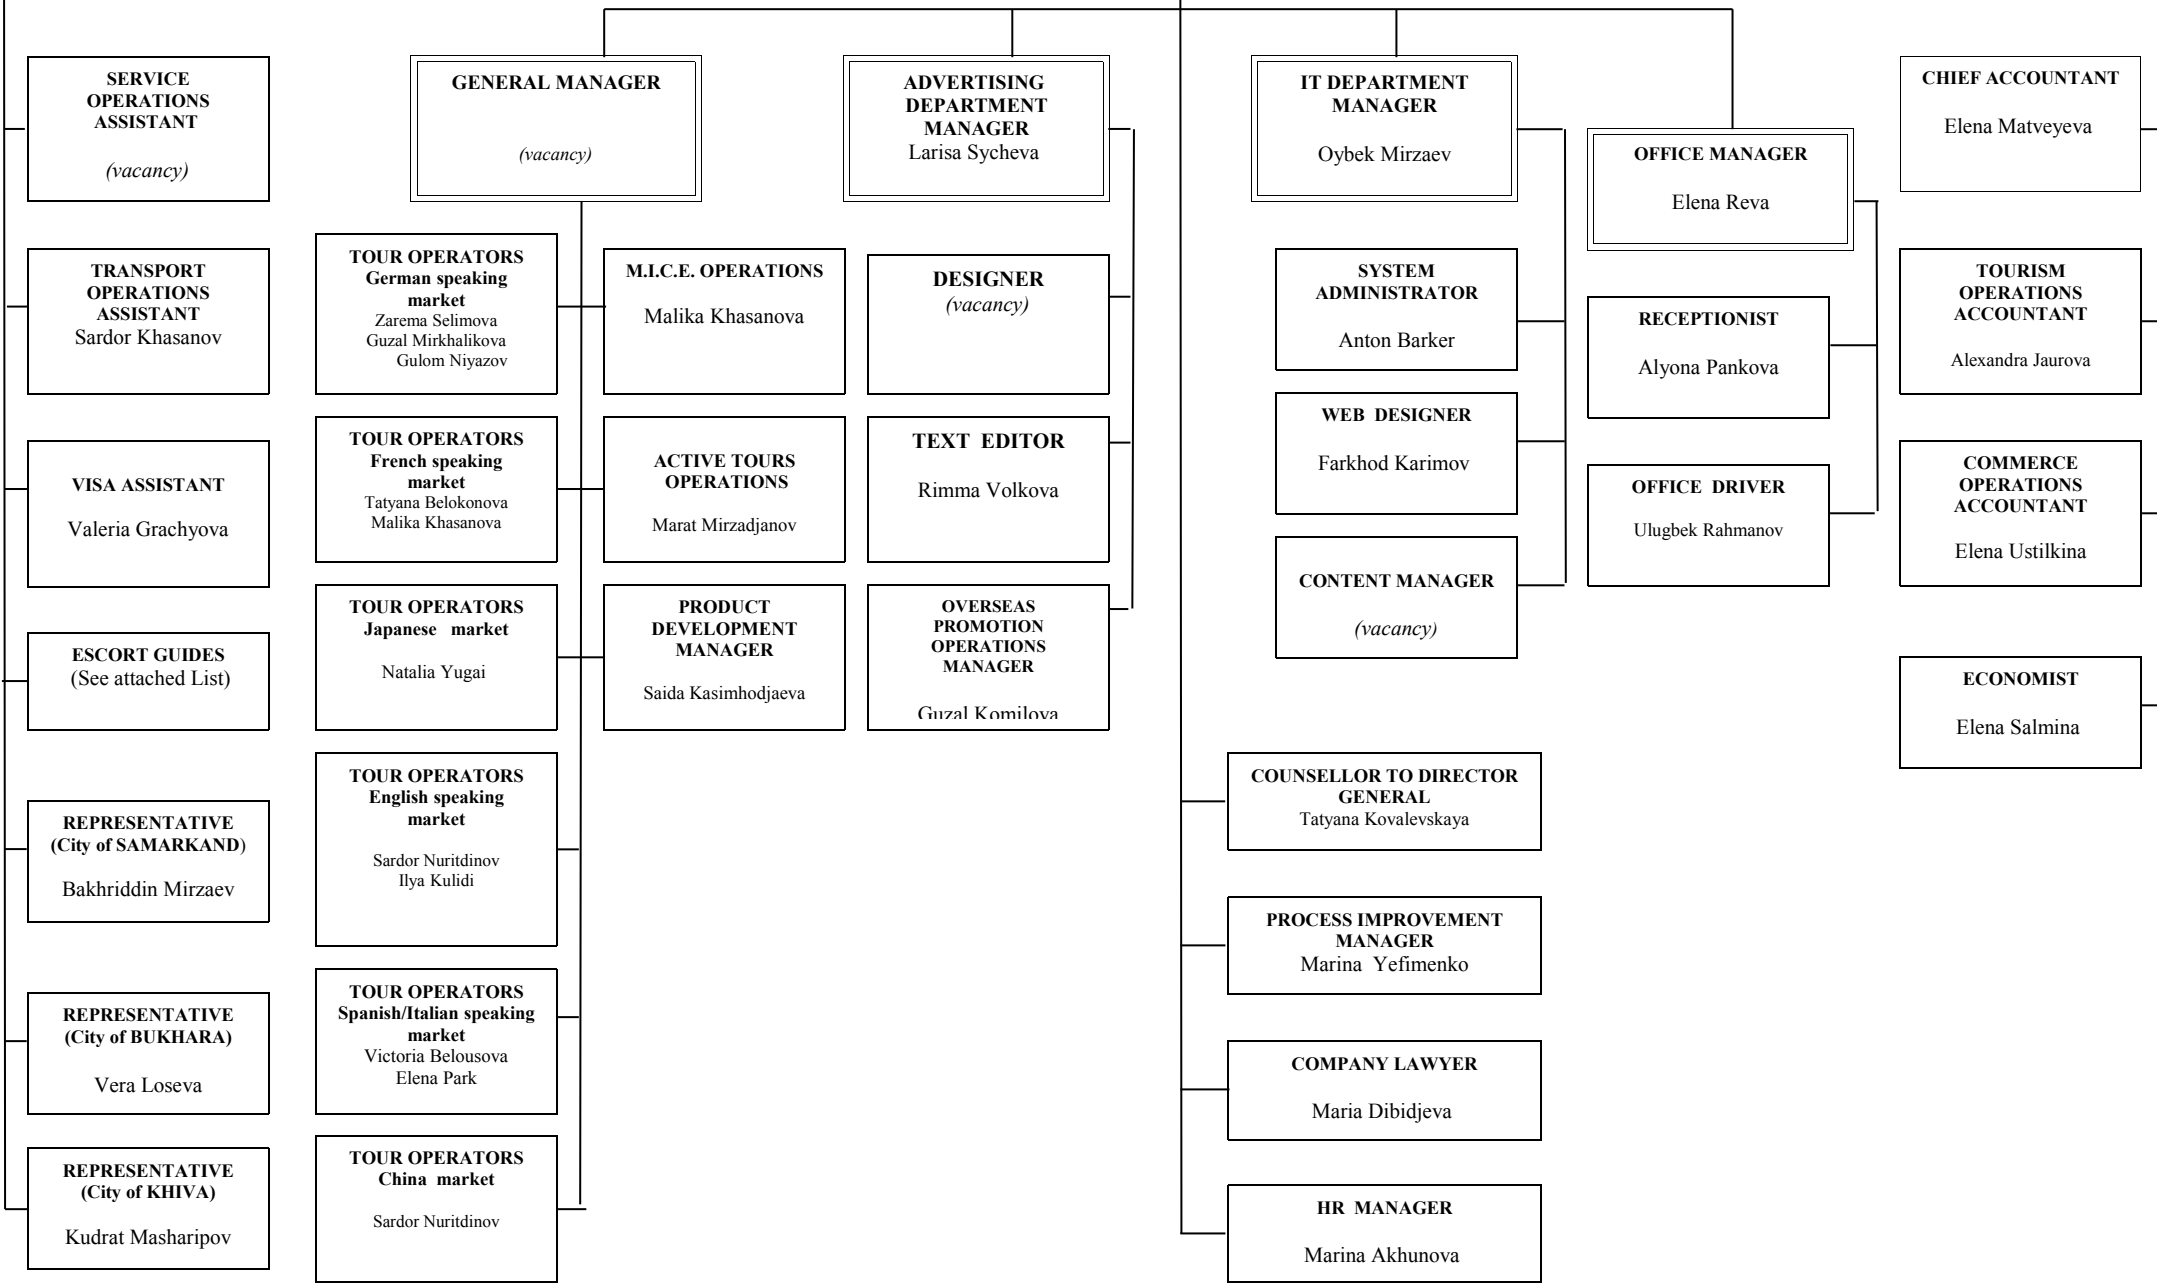 SERVICE
OPERATIONS
ASSISTANT
(vacancy)
TRANSPORT
OPERATIONS
ASSISTANT
Sardor Khasanov
VISA ASSISTANT
Valeria Grachyova
ESCORT GUIDES
(See attached List)
REPRESENTATIVE
(City of SAMARKAND)
Bakhriddin Mirzaev
REPRESENTATIVE
(City of BUKHARA)
Vera Loseva
REPRESENTATIVE
(City of KHIVA)
Kudrat Masharipov
GENERAL MANAGER
(vacancy)
TOUR OPERATORS
German speaking
market
Zarema Selimova
Guzal Mirkhalikova
Gulom Niyazov
TOUR OPERATORS
French speaking
market
Tatyana Belokonova
Malika Khasanova
TOUR OPERATORS
Japanese market
Natalia Yugai
TOUR OPERATORS
English speaking
market
Sardor Nuritdinov
Ilya Kulidi
TOUR OPERATORS
Spanish/Italian speaking
market
Victoria Belousova
Elena Park
TOUR OPERATORS
China market
Sardor Nuritdinov
M.I.C.E. OPERATIONS
Malika Khasanova
ACTIVE TOURS
OPERATIONS
Marat Mirzadjanov
PRODUCT
DEVELOPMENT
MANAGER
Saida Kasimhodjaeva
ADVERTISING
DEPARTMENT
MANAGER
Larisa Sycheva
DESIGNER
(vacancy)
TEXT EDITOR
Rimma Volkova
OVERSEAS
PROMOTION
OPERATIONS
MANAGER
Guzal Komilova
IT DEPARTMENT
MANAGER
Oybek Mirzaev
SYSTEM
ADMINISTRATOR
Anton Barker
WEB DESIGNER
Farkhod Karimov
CONTENT MANAGER
(vacancy)
COUNSELLOR TO DIRECTOR
GENERAL
Tatyana Kovalevskaya
PROCESS IMPROVEMENT
MANAGER
Marina Yefimenko
COMPANY LAWYER
Maria Dibidjeva
HR MANAGER
Marina Akhunova
OFFICE MANAGER
Elena Reva
RECEPTIONIST
Alyona Pankova
OFFICE DRIVER
Ulugbek Rahmanov
CHIEF ACCOUNTANT
Elena Matveyeva
TOURISM
OPERATIONS
ACCOUNTANT
Alexandra Jaurova
COMMERCE
OPERATIONS
ACCOUNTANT
Elena Ustilkina
ECONOMIST
Elena Salmina